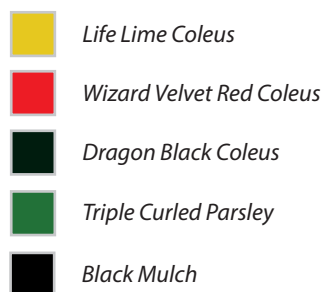 Life Lime Coleus
Wizard Velvet Red Coleus
Dragon Black Coleus
Triple Curled Parsley
Black Mulch